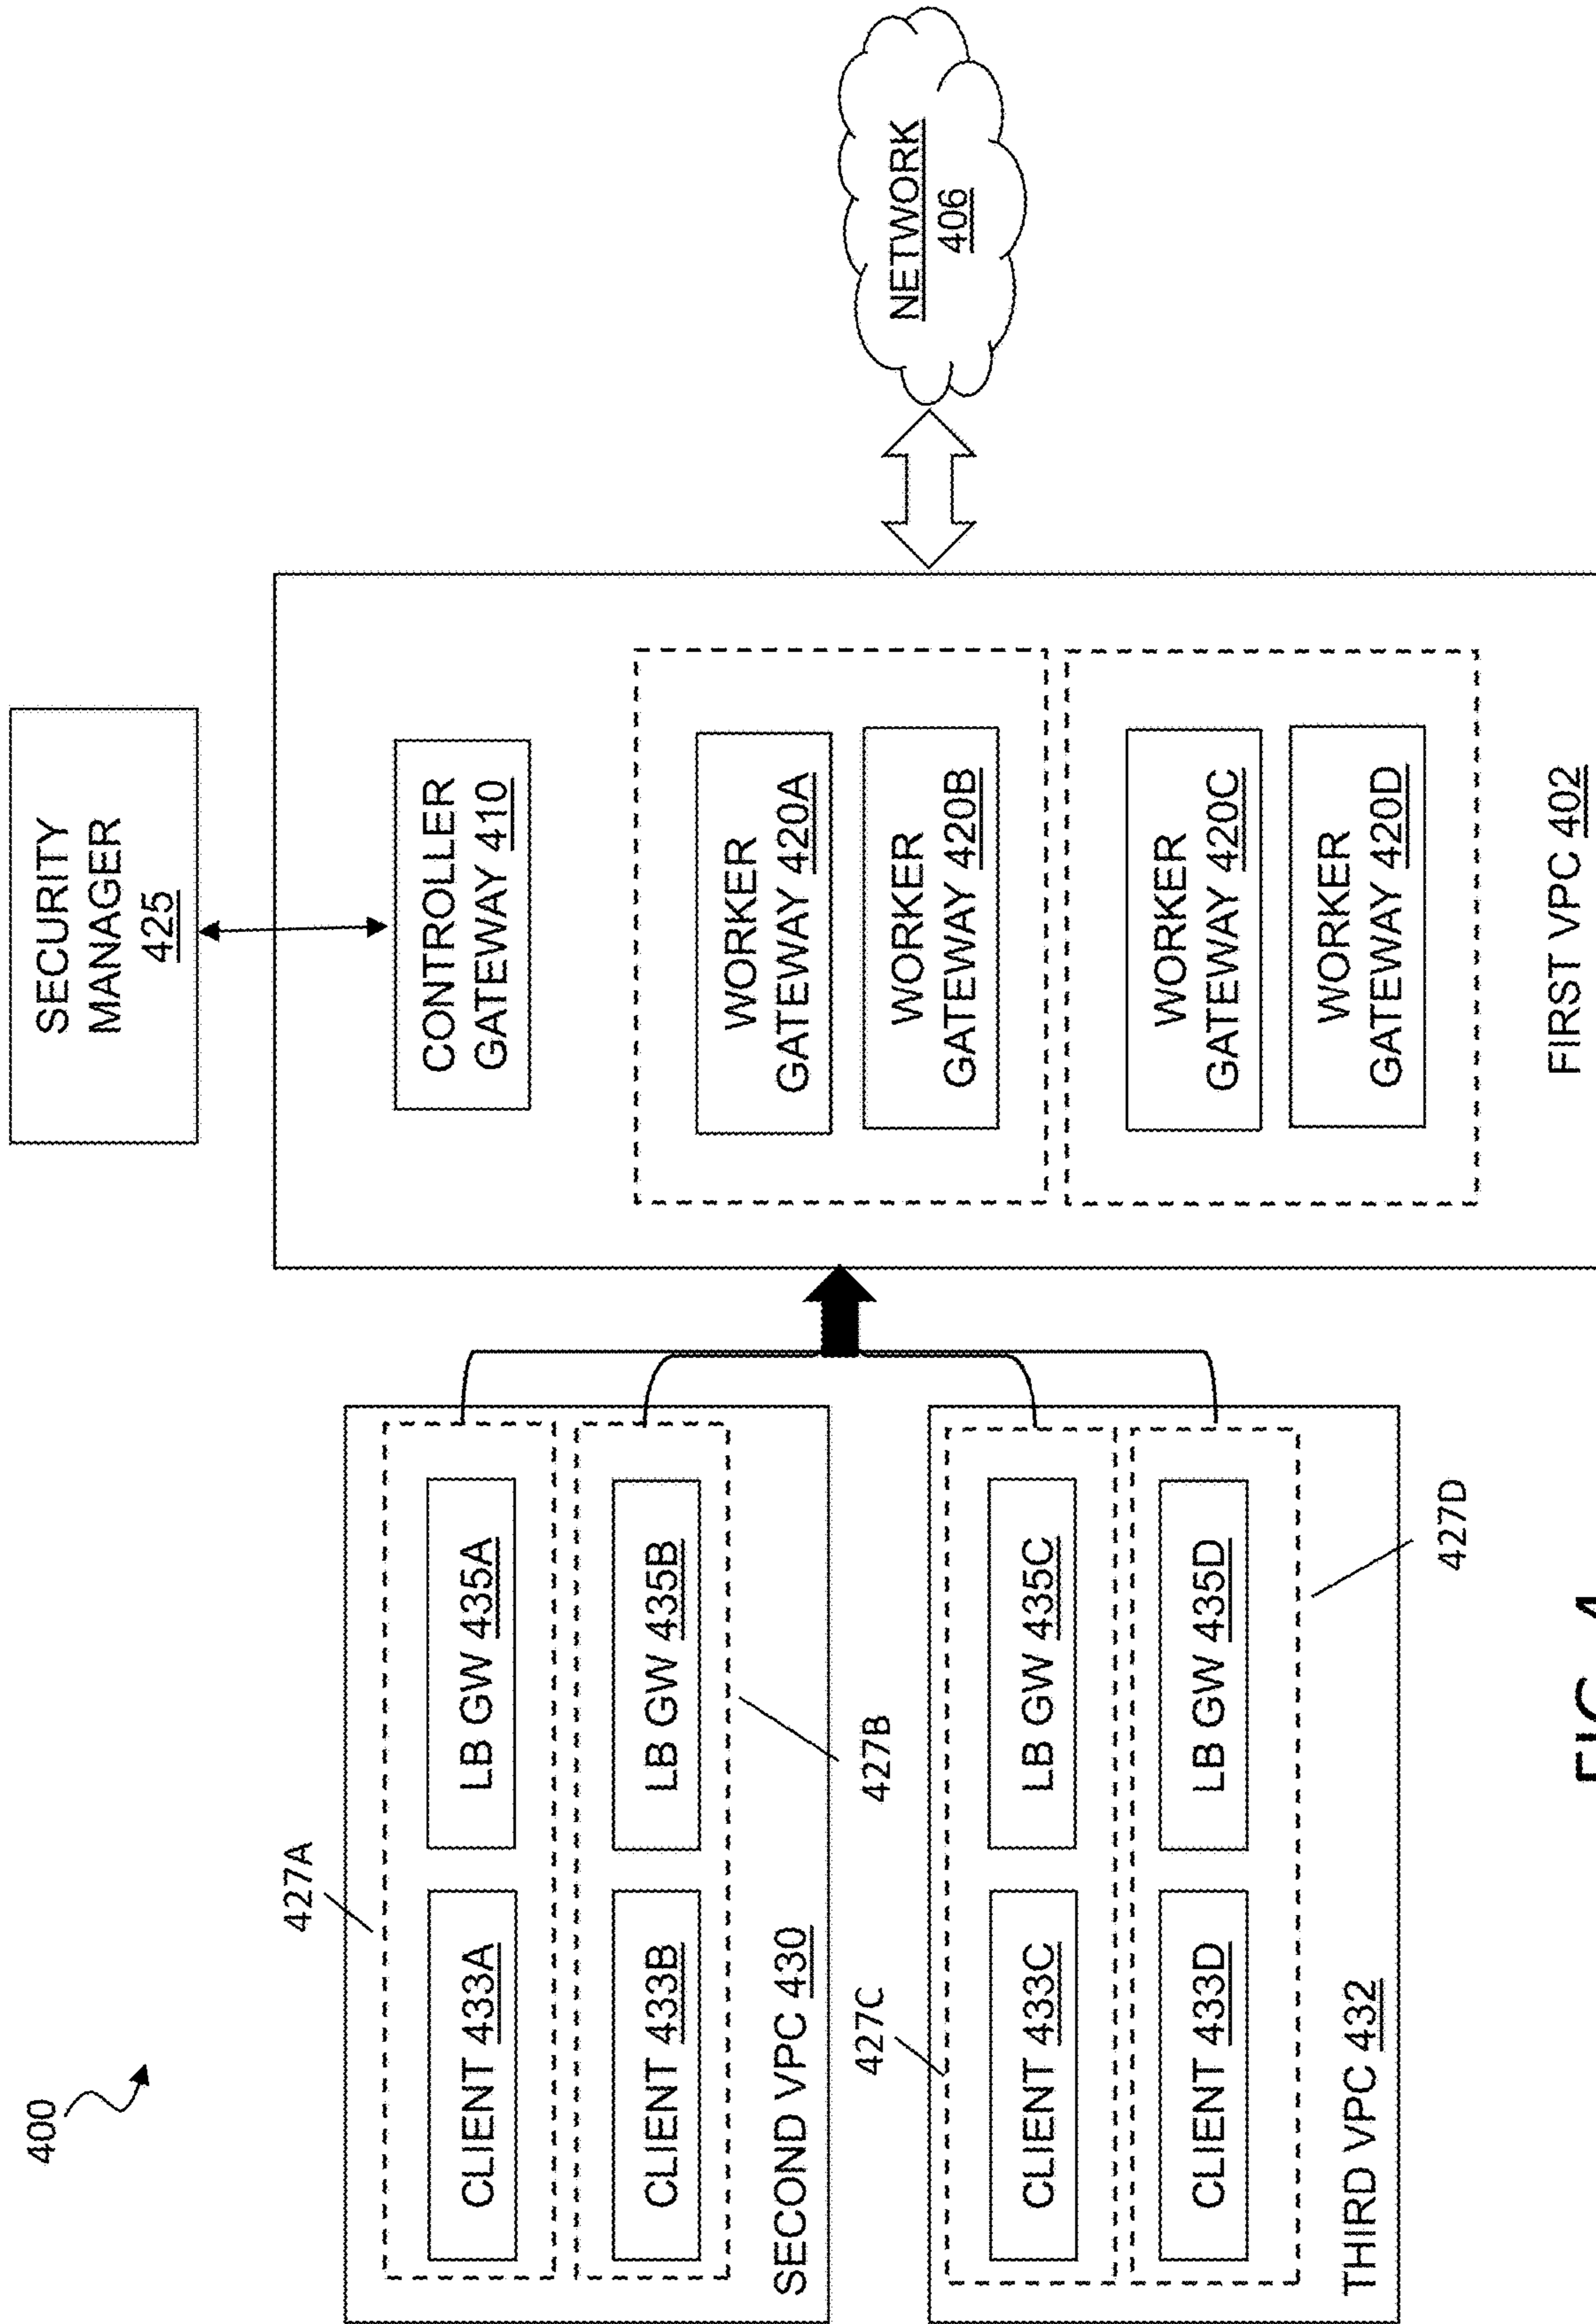 400
SECURITY
MANAGER
425
427A
CLIENT 433A
LB GW 435A
CONTROLLER
GATEWAY 410
CLIENT 433B
LB GW 435B
427B
SECOND VPC 430
WORKER
GATEWAY 420A
WORKER
GATEWAY 420B
NETWORK
406
427C
CLIENT 433C
LB GW 435C
CLIENT 433D
LB GW 435D
427D
THIRD VPC 432
WORKER
GATEWAY 420C
WORKER
GATEWAY 420D
FIRST VPC 402
FIG. 4